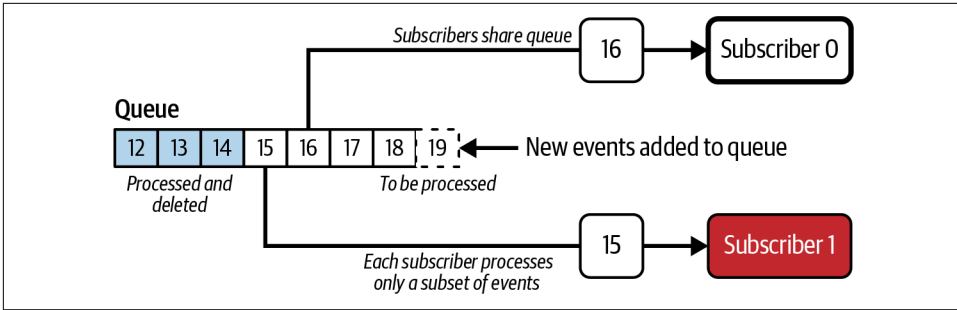 Subscribers share queue
16
Subscriber 0
Queue
12 13 14 15 16 17 18 19
New events added to queue
Processed and
deleted
To be processed
15
Subscriber 1
Each subscriber processes
only a subset of events